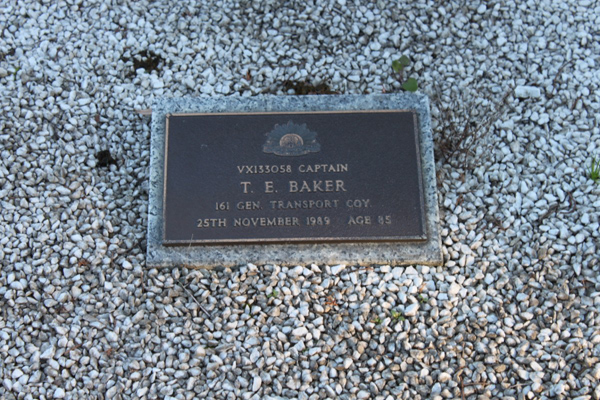 VX133058 CAPTAIN
T. E. BAKER
161 GEN. TRANSPORT COY.
25TH NOVEMBER 1989 AGE 85